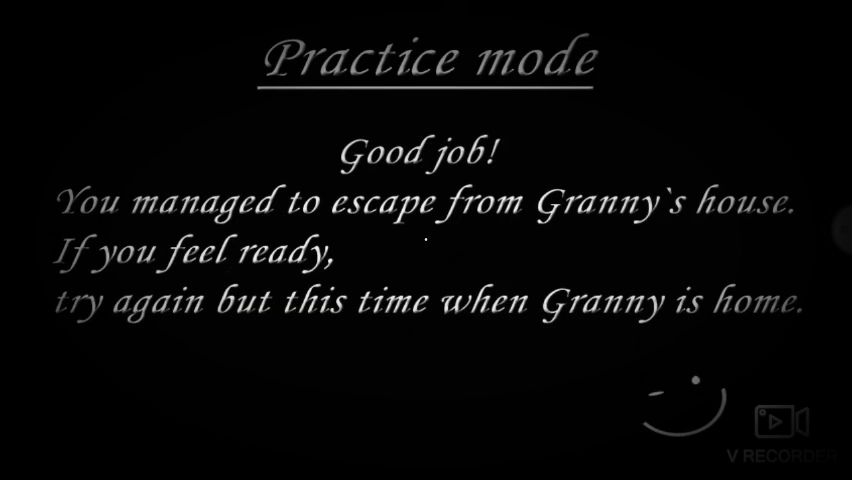 Practice mode
Good job!
You managed to escape from Granny`s house.
If you feel ready,
try again but this time when Granny is home.
V RECORDER